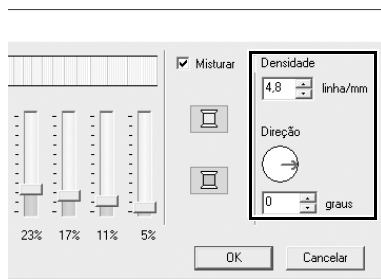 Misturar
Densidade
4,8 linha/mm
Direção
0 graus
23% 17% 11% 5%
OK Cancelar